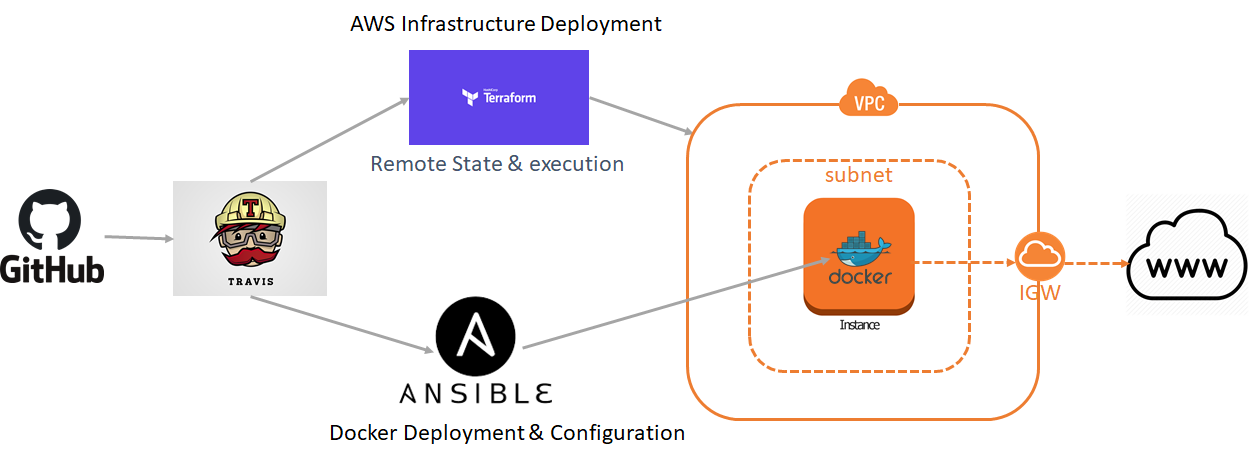 AWS Infrastructure Deployment
HashiCorp
Terraform
Remote State & execution
VPC
subnet
GitHub
T
TRAVIS
docker
Instance
IGW
WWW
ANSIBLE
Docker Deployment & Configuration